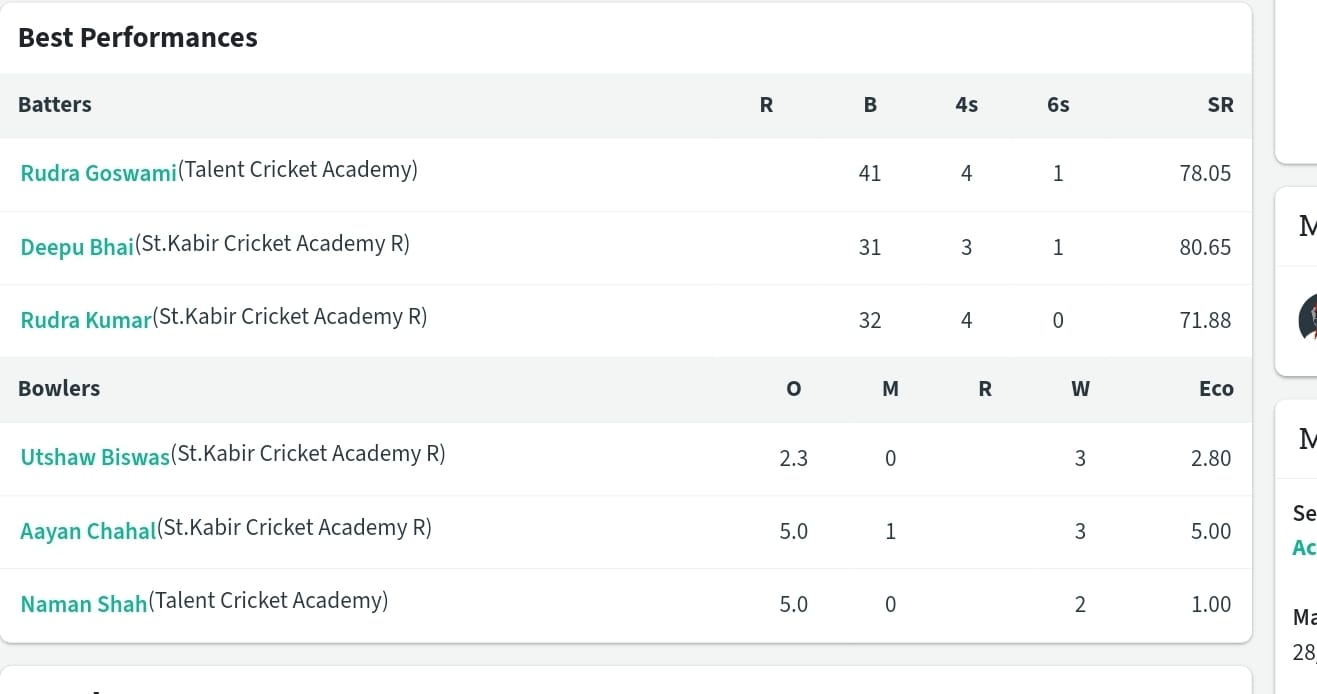 Best Performances
Batters R B 4s 6s SR
Rudra Goswami(Talent Cricket Academy) 41 4 1 78.05
Deepu Bhai(St.Kabir Cricket Academy R) 31 3 1 80.65
Rudra Kumar(St.Kabir Cricket Academy R) 32 4 0 71.88
Bowlers O M R W Eco
Utshaw Biswas(St.Kabir Cricket Academy R) 2.3 0 3 2.80
Aayan Chahal(St.Kabir Cricket Academy R) 5.0 1 3 5.00
Naman Shah(Talent Cricket Academy) 5.0 0 2 1.00
M
M
Se
Ac
Ma
28,